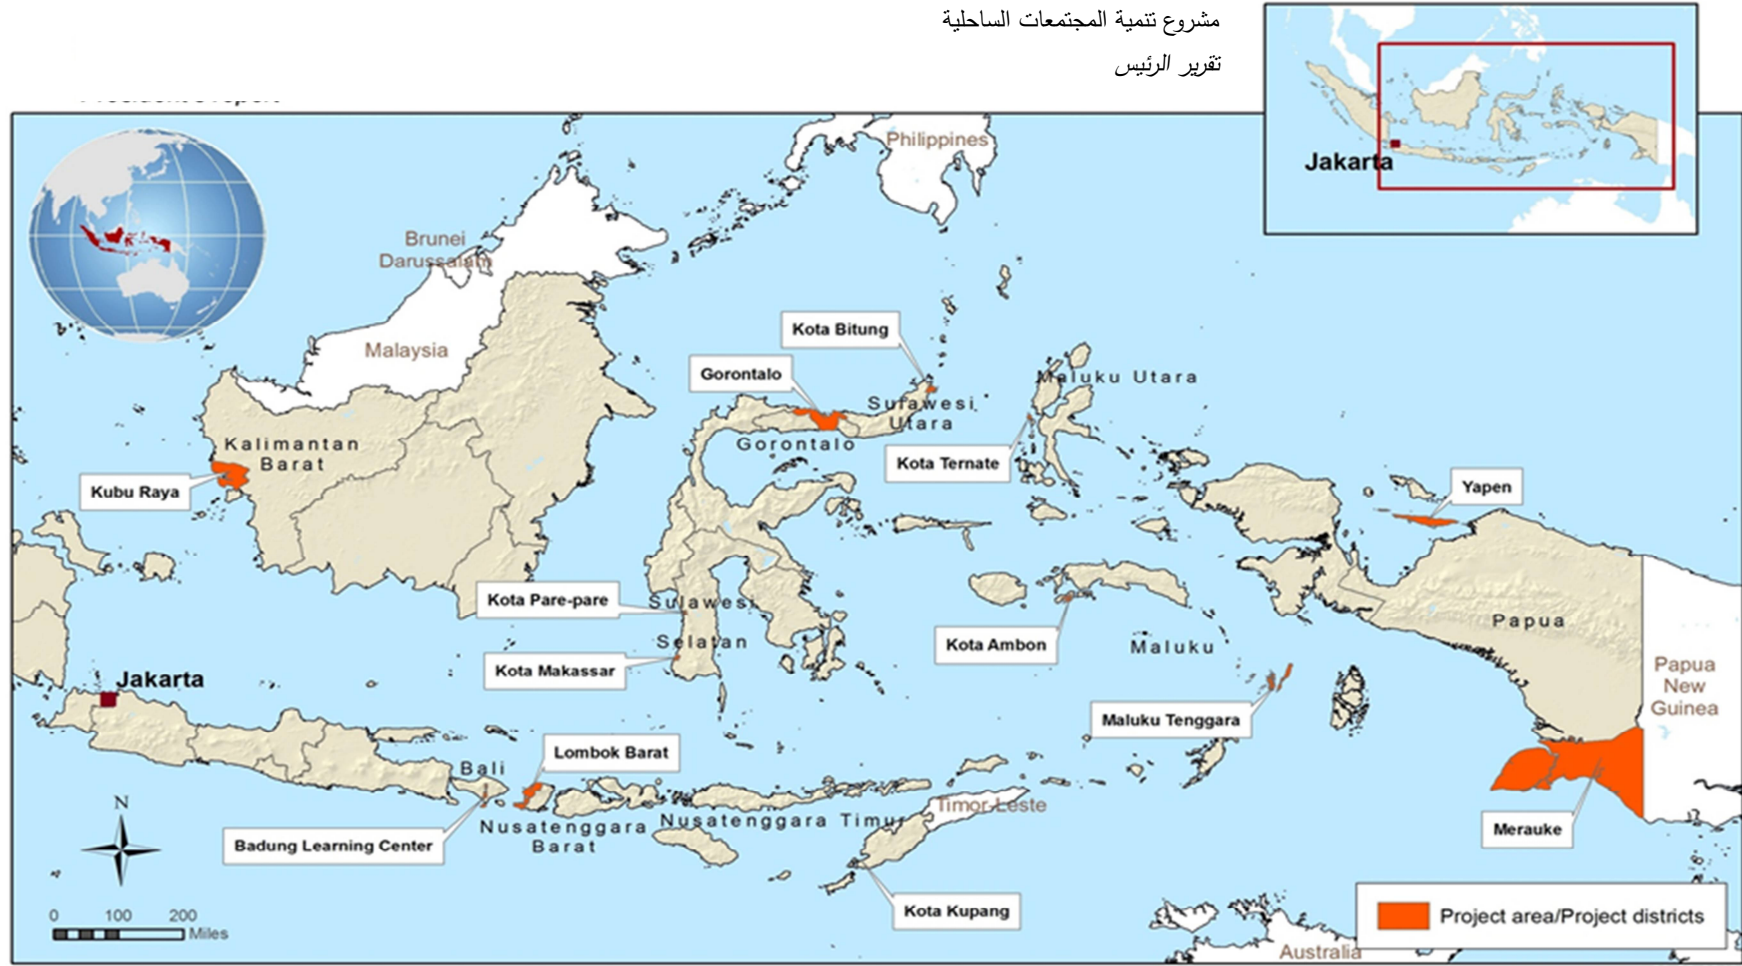 مشروع تنمية المجتمعات الساحلية
تقرير الرئيس
Jakarta
Philippines
Brunei
Darussalam
Malaysia
Kota Bitung
Gorontalo
Maluku Utara
Sulawesi
Utara
Gorontalo
Kalimantan
Barat
Kota Ternate
Kubu Raya
Yapen
Kota Pare-pare
Sulawesi
Selatan
Kota Ambon
Maluku
Papua
Kota Makassar
Papua
New
Guinea
Jakarta
Maluku Tenggara
Lombok Barat
Bali
Timor-Leste
Nusatenggara
Barat
Nusatenggara Timur
Merauke
Badung Learning Center
N
Kota Kupang
0 100 200
Miles
Project area/Project districts
Australia